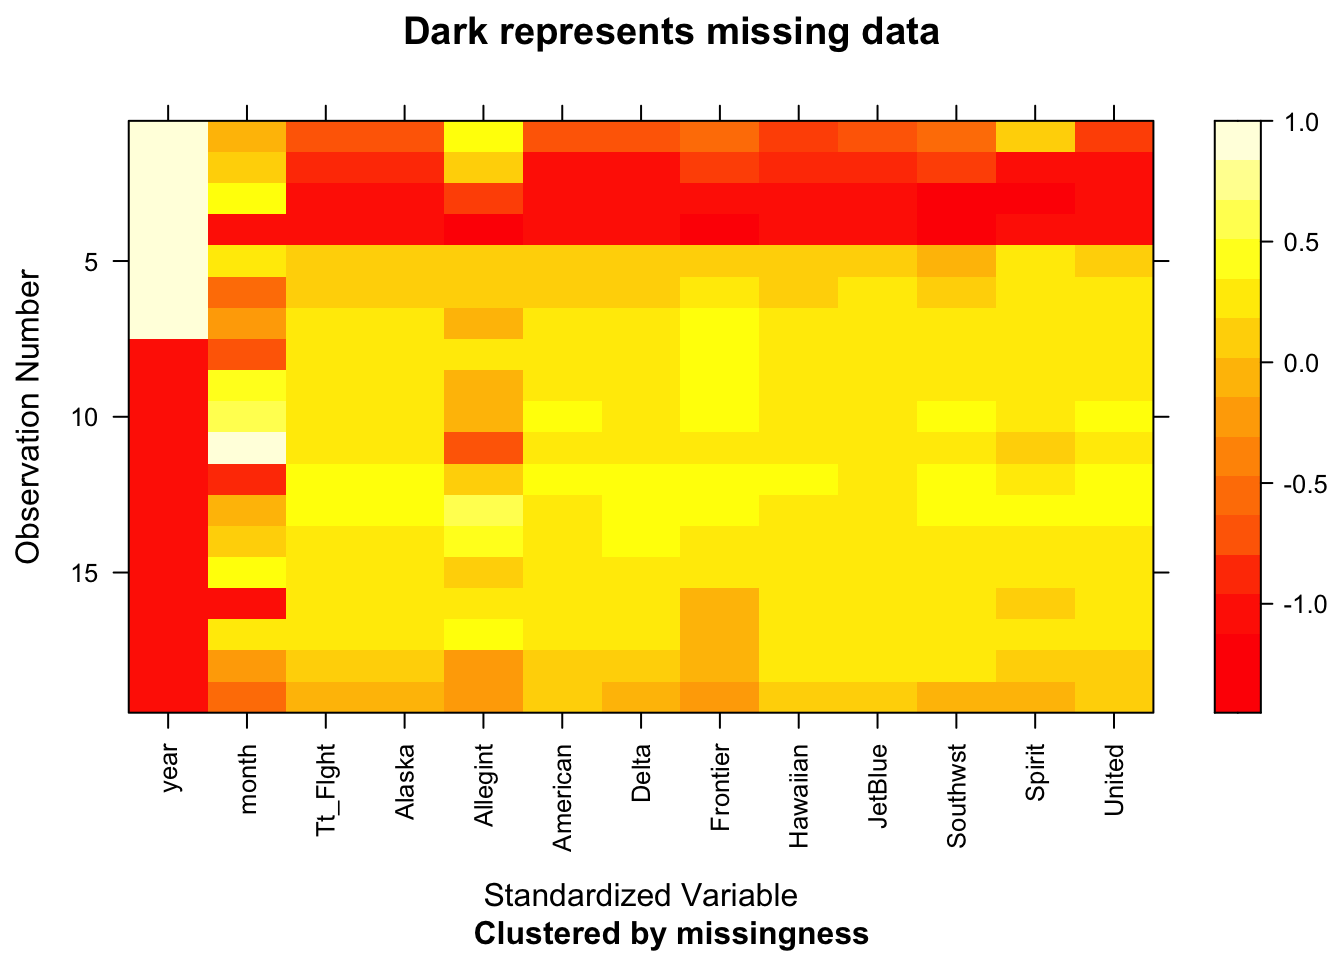 Dark represents missing data
Observation Number
5
10
15
1.0
0.5
0.0
-0.5
-1.0
year
month
Tt_Flght
Alaska
Allegint
American
Delta
Frontier
Hawaiian
JetBlue
Southwst
Spirit
United
Standardized Variable
Clustered by missingness